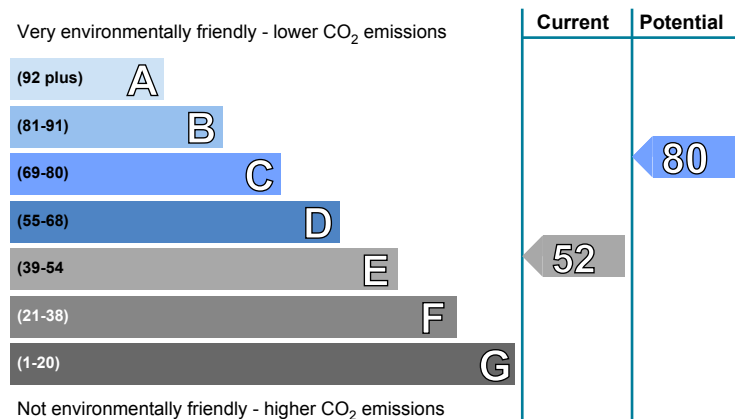 Very environmentally friendly - lower CO₂ emissions
Current
Potential
(92 plus) A
(81-91) B
(69-80) C
80
(55-68) D
(39-54 E
52
(21-38) F
(1-20) G
Not environmentally friendly - higher CO₂ emissions